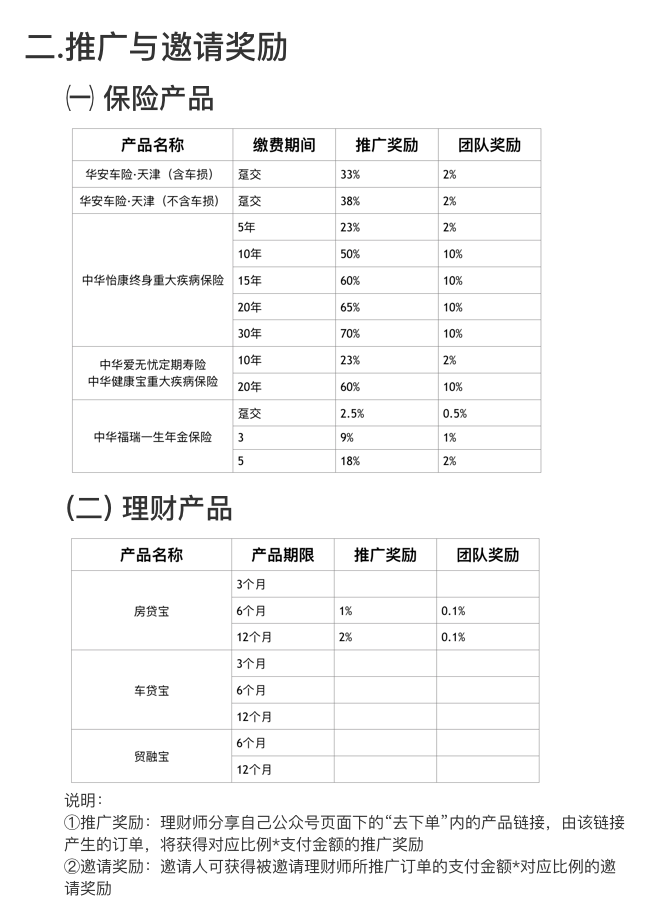 二.推广与邀请奖励
㈠ 保险产品
产品名称 缴费期间 推广奖励 团队奖励
华安车险·天津（含车损） 趸交 33% 2%
华安车险·天津（不含车损） 趸交 38% 2%
中华怡康终身重大疾病保险 5年 23% 2%
10年 50% 10%
15年 60% 10%
20年 65% 10%
30年 70% 10%
中华爱无忧定期寿险
中华健康宝重大疾病保险
10年 23% 2%
20年 60% 10%
中华福瑞一生年金保险 趸交 2.5% 0.5%
3 9% 1%
5 18% 2%
(二) 理财产品
产品名称 产品期限 推广奖励 团队奖励
房贷宝 3个月
6个月 1% 0.1%
12个月 2% 0.1%
车贷宝 3个月
6个月
12个月
贸融宝 6个月
12个月
说明：
①推广奖励：理财师分享自己公众号页面下的“去下单”内的产品链接，由该链接
产生的订单，将获得对应比例*支付金额的推广奖励
②邀请奖励：邀请人可获得被邀请理财师所推广订单的支付金额*对应比例的邀
请奖励